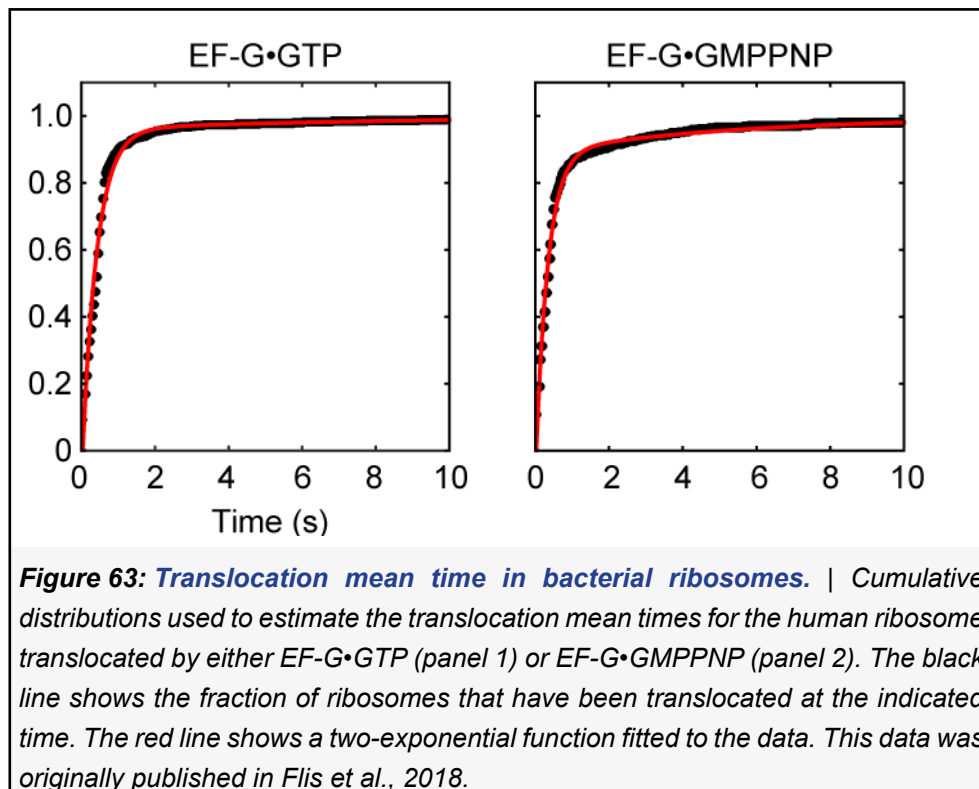 EF-G•GTP
EF-G•GMPPNP
1.0
0.8
0.6
0.4
0.2
0
0 2 4 6 8 10
0 2 4 6 8 10
Time (s)
Figure 63: Translocation mean time in bacterial ribosomes. | Cumulative
distributions used to estimate the translocation mean times for the human ribosome
translocated by either EF-G•GTP (panel 1) or EF-G•GMPPNP (panel 2). The black
line shows the fraction of ribosomes that have been translocated at the indicated
time. The red line shows a two-exponential function fitted to the data. This data was
originally published in Flis et al., 2018.